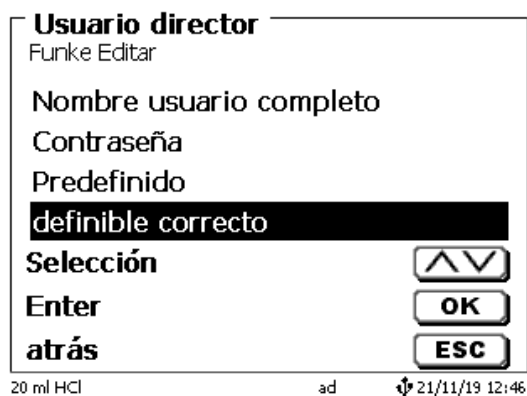 Usuario director
Funke Editar
Nombre usuario completo
Contraseña
Predefinido
definible correcto
Selección
Enter OK
atrás ESC
20 ml HCl ad 21/11/19 12:46